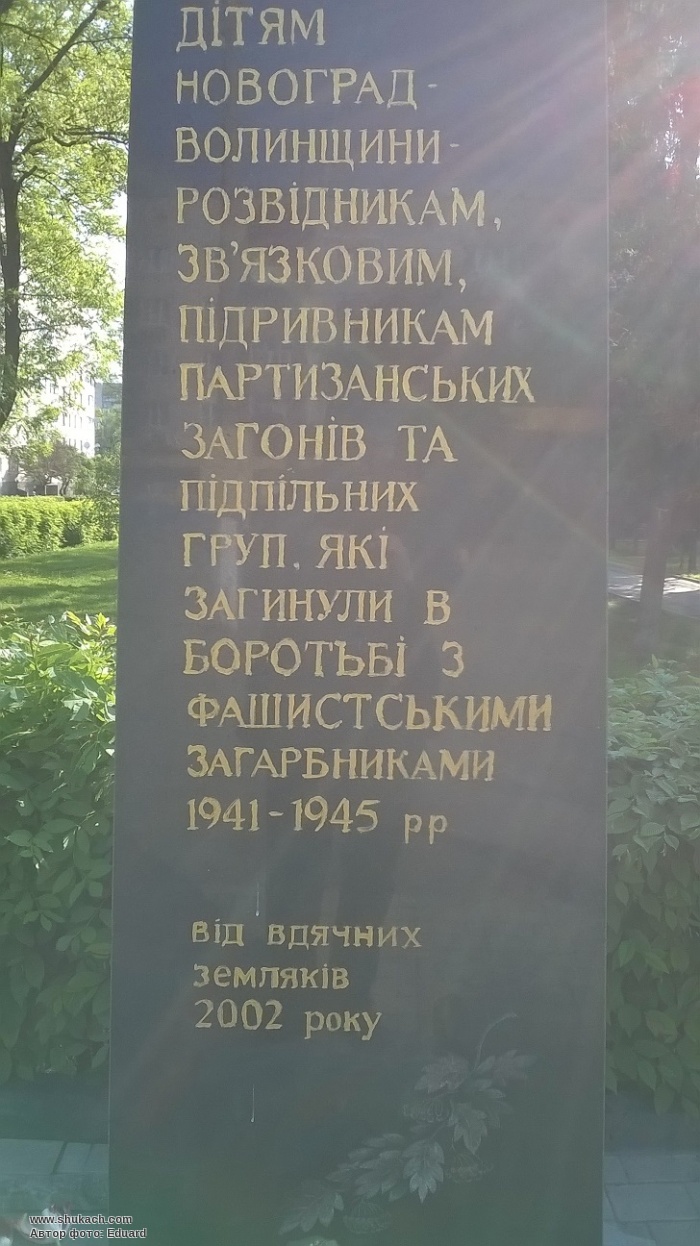 ДІТЯМ
НОВОГРАД-
ВОЛИНЩИНИ-
РОЗВІДНИКАМ,
ЗВ'ЯЗКОВИМ,
ПІДРИВНИКАМ
ПАРТИЗАНСЬКИХ
ЗАГОНІВ ТА
ПІДПІЛЬНИХ
ГРУП, ЯКІ
ЗАГИНУЛИ В
БОРОТЬБІ З
ФАШИСТСЬКИМИ
ЗАГАРБНИКАМИ
1941-1945 рр
від вдячних
земляків
2002 року
www.shukach.com
Автор фото: Eduard